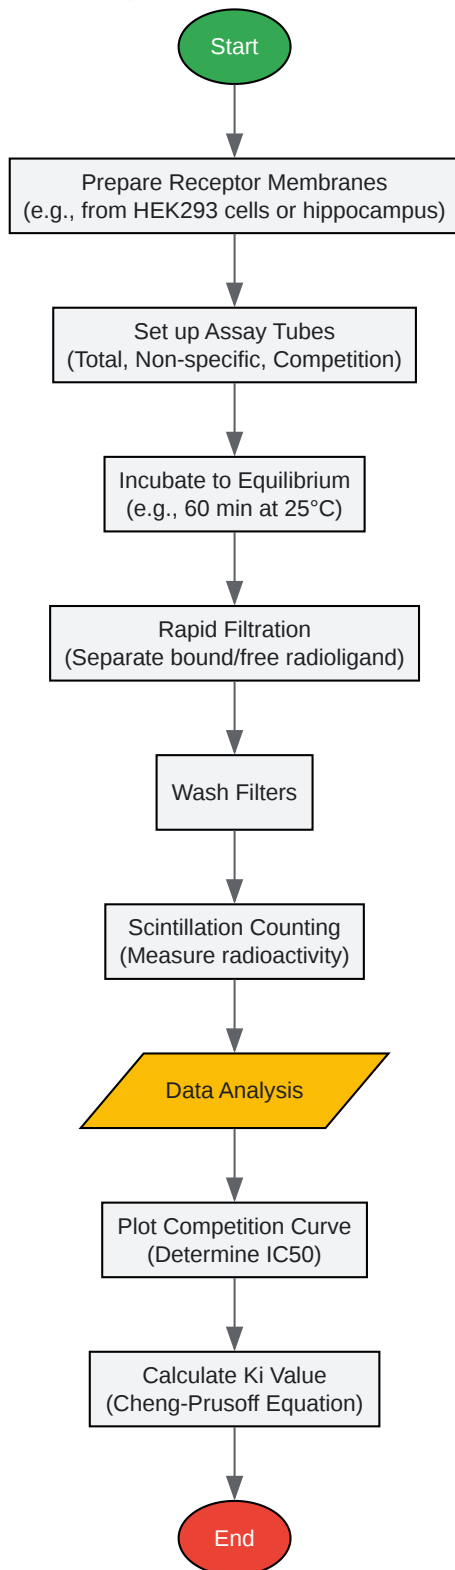 Start
Prepare Receptor Membranes
(e.g., from HEK293 cells or hippocampus)
Set up Assay Tubes
(Total, Non-specific, Competition)
Incubate to Equilibrium
(e.g., 60 min at 25°C)
Rapid Filtration
(Separate bound/free radioligand)
Wash Filters
Scintillation Counting
(Measure radioactivity)
Data Analysis
Plot Competition Curve
(Determine IC50)
Calculate Ki Value
(Cheng-Prusoff Equation)
End